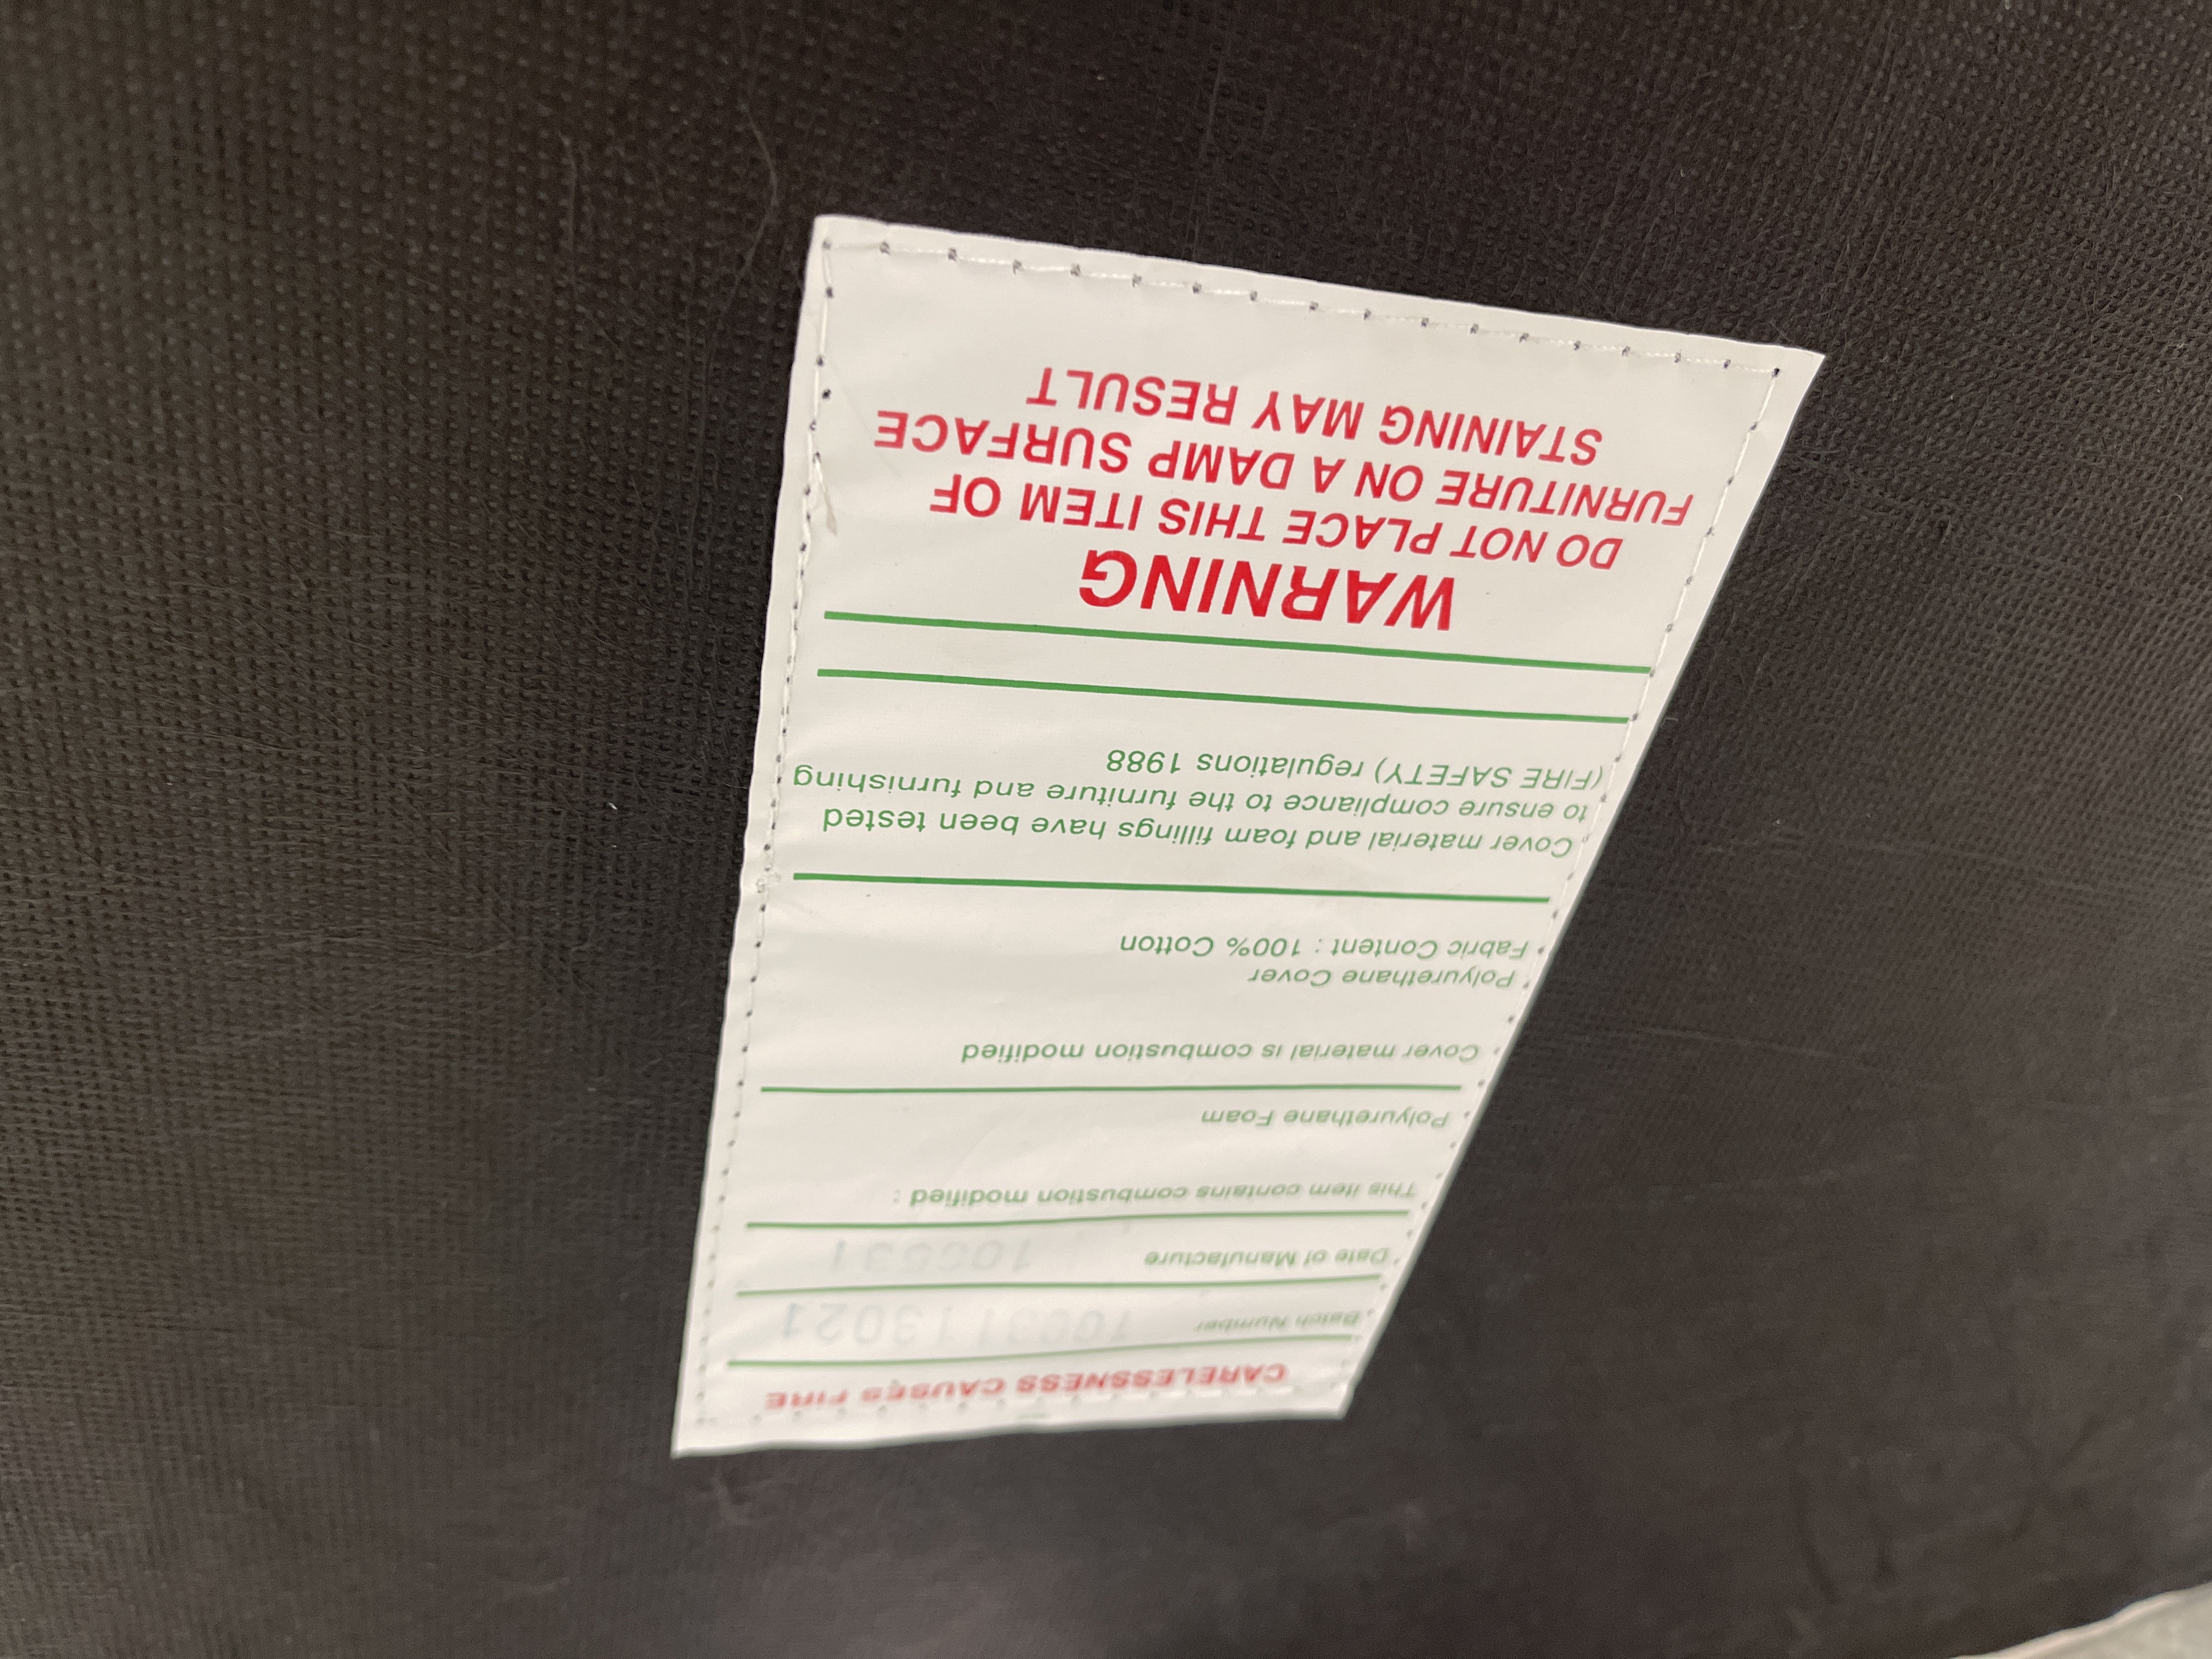 CARELESSNESS CAUSES FIRE
Batch Number
Date of Manufacture
This item contains combustion modified :
Polyurethane Foam
Cover material is combustion modified
Polyurethane Cover
Fabric Content : 100% Cotton
Cover material and foam fillings have been tested
to ensure compliance to the furniture and furnishing
(FIRE SAFETY) regulations 1988
WARNING
DO NOT PLACE THIS ITEM OF
FURNITURE ON A DAMP SURFACE
STAINING MAY RESULT